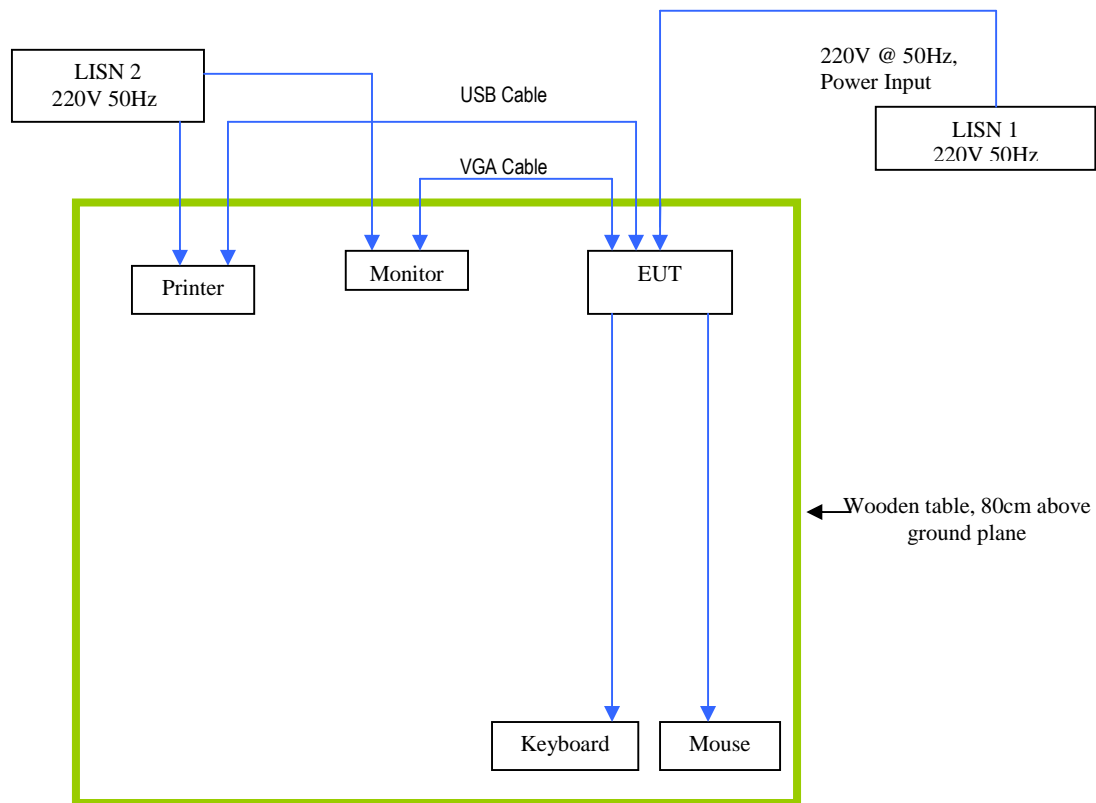 LISN 2
220V 50Hz
USB Cable
220V @ 50Hz,
Power Input
LISN 1
220V 50Hz
VGA Cable
Printer
Monitor
EUT
Wooden table, 80cm above
ground plane
Keyboard
Mouse